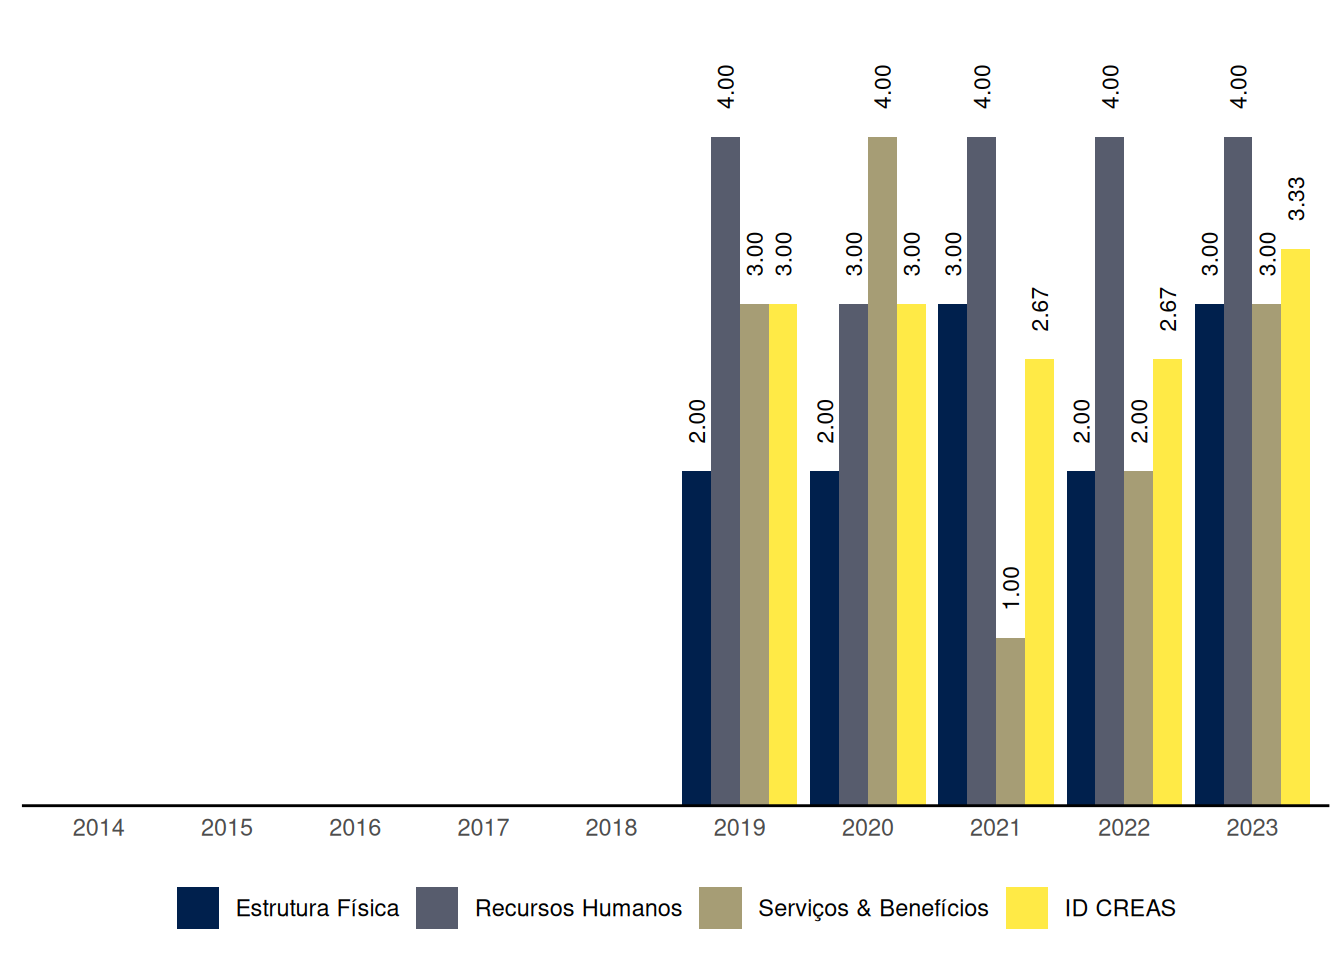 4.00 4.00 4.00 4.00 4.00
3.33
3.00 3.00 3.00 3.00 3.00 3.00 3.00
2.67 2.67
2.00 2.00 2.00 2.00
1.00
2014 2015 2016 2017 2018 2019 2020 2021 2022 2023
Estrutura Física Recursos Humanos Serviços & Benefícios ID CREAS